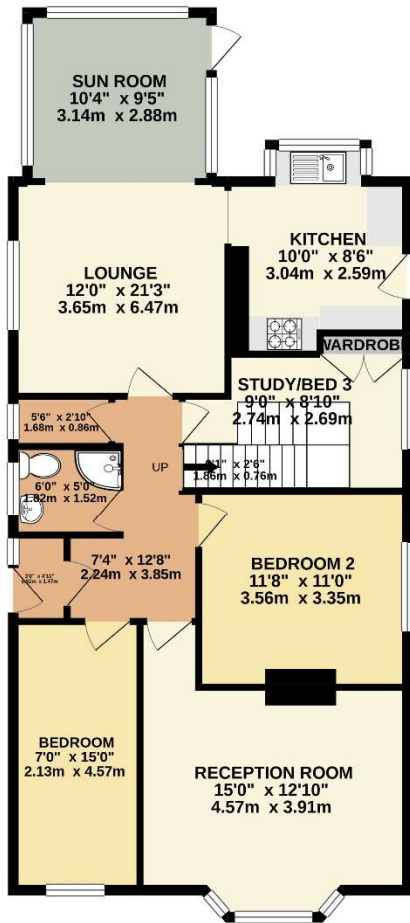 SUN ROOM
10'4" x 9'5"
3.14m x 2.88m
KITCHEN
10'0" x 8'6"
3.04m x 2.59m
LOUNGE
12'0" x 21'3"
3.65m x 6.47m
WARDROBE
STUDY/BED 3
9'0" x 8'10"
2.74m x 2.69m
5'6" x 2'10"
1.68m x 0.86m
UP
x 2'6"
1.86m x 0.76m
6'0" x 5'0"
1.82m x 1.52m
7'4" x 12'8"
2.24m x 3.85m
BEDROOM 2
11'8" x 11'0"
3.56m x 3.35m
BEDROOM
7'0" x 15'0"
2.13m x 4.57m
RECEPTION ROOM
15'0" x 12'10"
4.57m x 3.91m